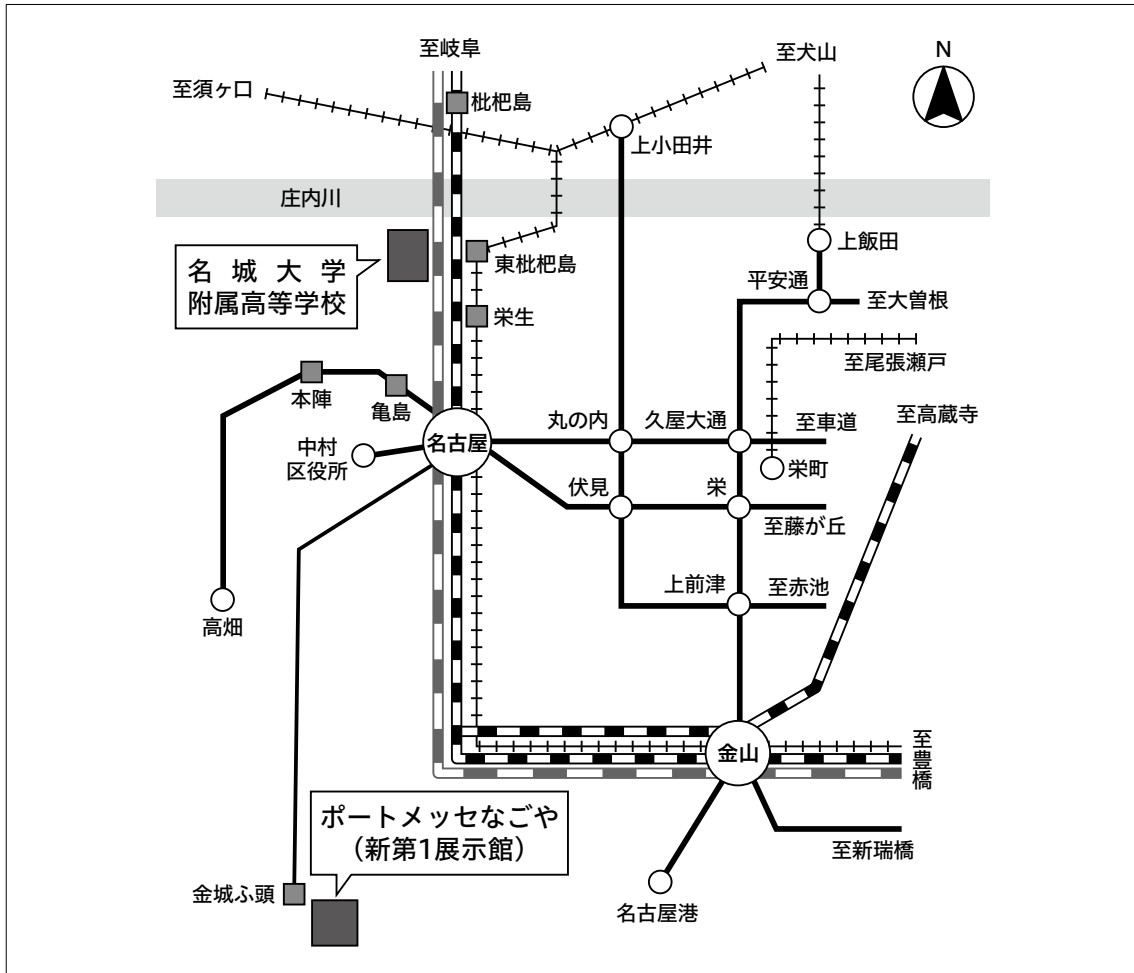 至岐阜
至犬山
N
至須ヶ口
枇杷島
上小田井
庄内川
上飯田
東枇杷島
名城大学
附属高等学校
平安通
至大曽根
栄生
至尾張瀬戸
本陣
亀島
至高蔵寺
丸の内
久屋大通
至車道
名古屋
中村
区役所
栄町
伏見
栄
至藤が丘
上前津
至赤池
高畑
金山
至豊橋
ポートメッセなごや
（新第1展示館）
至新瑞橋
金城ふ頭
名古屋港